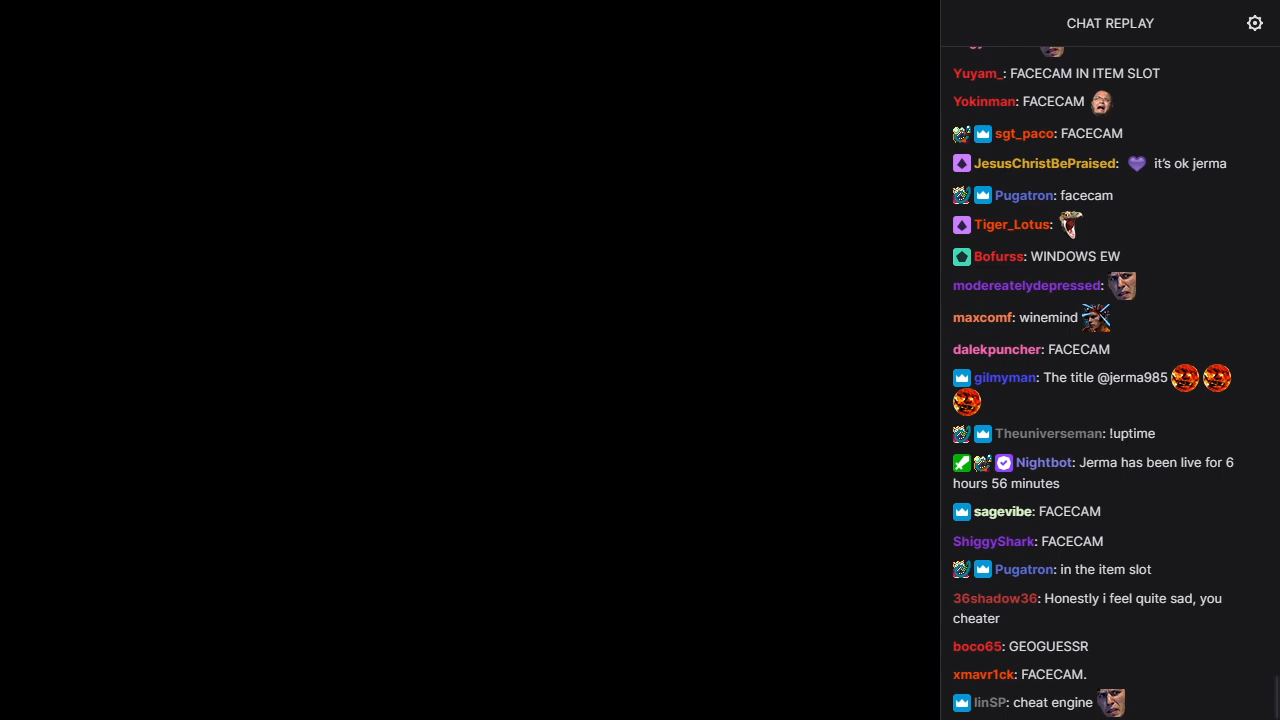 CHAT REPLAY
Yuyam_: FACECAM IN ITEM SLOT
Yokinman: FACECAM
sgt_paco: FACECAM
JesusChristBePraised: it’s ok jerma
Pugatron: facecam
Tiger_Lotus:
Bofurss: WINDOWS EW
modereatelydepressed:
maxcomf: winemind
dalekpuncher: FACECAM
gilmyman: The title @jerma985
Theuniverseman: !uptime
Nightbot: Jerma has been live for 6
hours 56 minutes
sagevibe: FACECAM
ShiggyShark: FACECAM
Pugatron: in the item slot
36shadow36: Honestly i feel quite sad, you
cheater
boco65: GEOGUESSR
xmavr1ck: FACECAM.
linSP: cheat engine